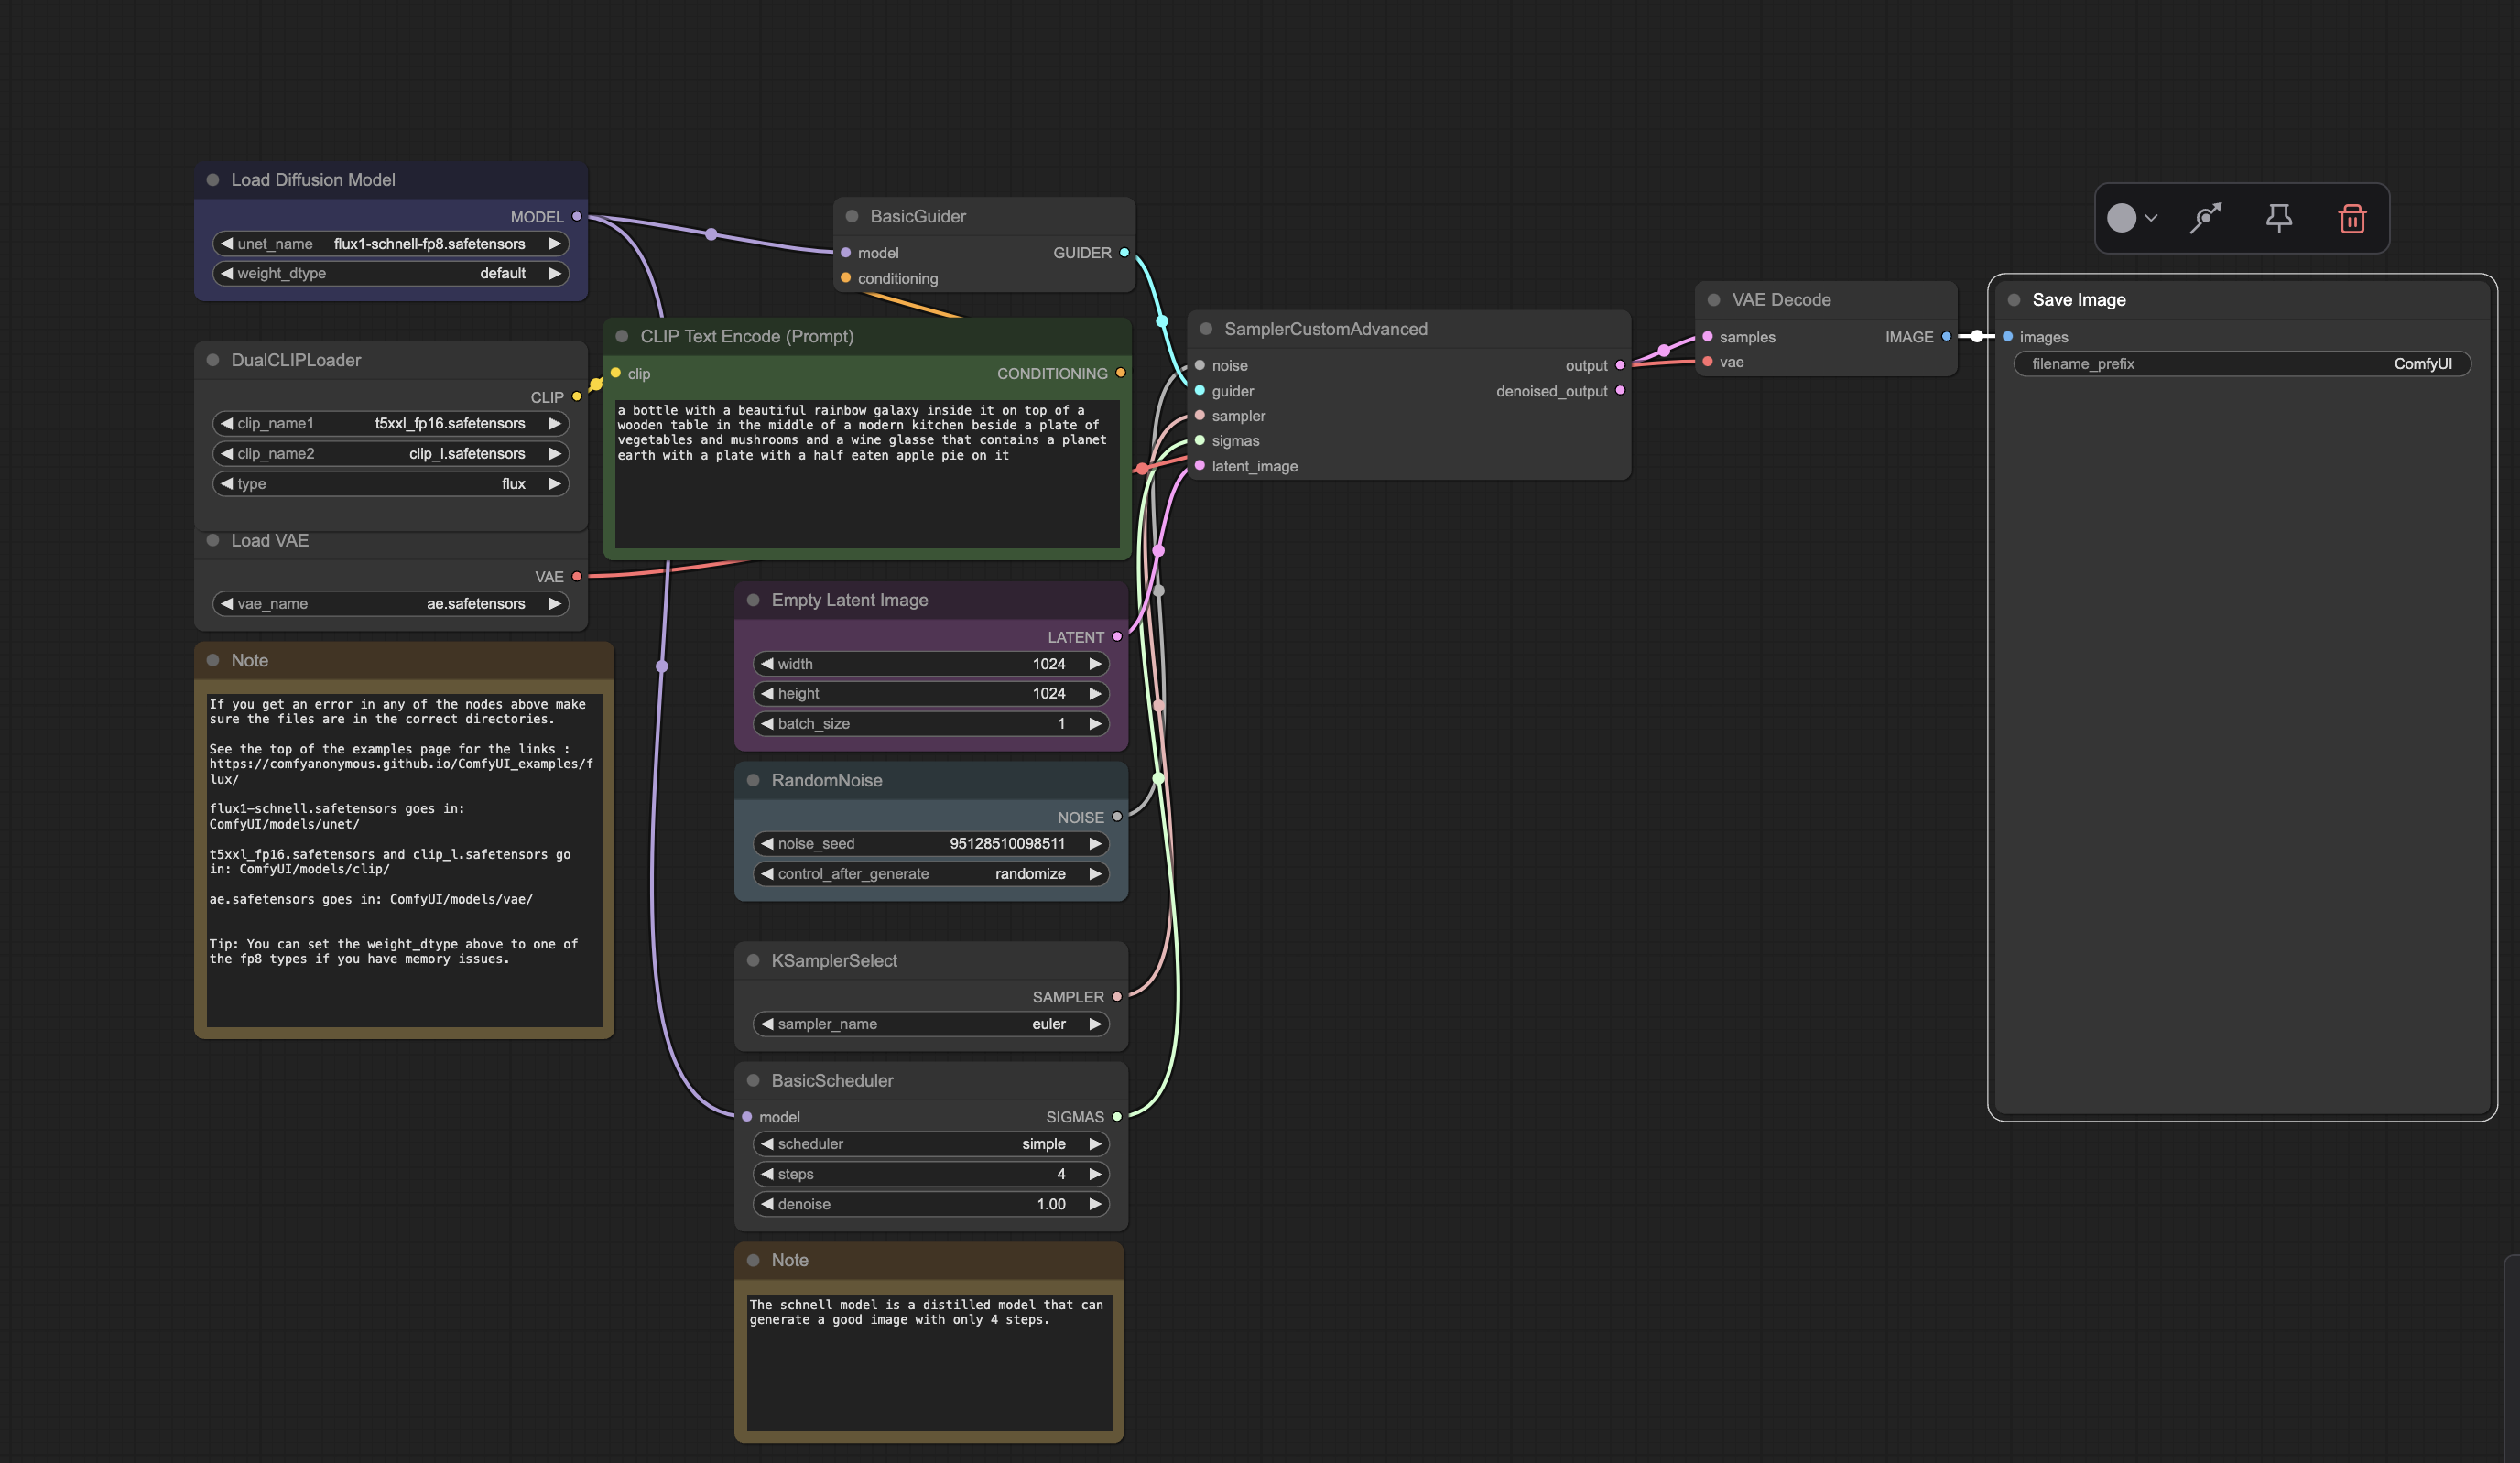 Load Diffusion Model
MODEL
unet_name flux1-schnell-fp8.safetensors
weight_dtype default
DualCLIPLoader
CLIP
clip_name1 t5xxl_fp16.safetensors
clip_name2 clip_l.safetensors
type flux
Load VAE
VAE
vae_name ae.safetensors
Note
If you get an error in any of the nodes above make
sure the files are in the correct directories.
See the top of the examples page for the links :
https://comfyanonymous.github.io/ComfyUI_examples/f
lux/
flux1-schnell.safetensors goes in:
ComfyUI/models/unet/
t5xxl_fp16.safetensors and clip_l.safetensors go
in: ComfyUI/models/clip/
ae.safetensors goes in: ComfyUI/models/vae/
Tip: You can set the weight_dtype above to one of
the fp8 types if you have memory issues.
BasicGuider
model GUIDER
conditioning
CLIP Text Encode (Prompt)
clip CONDITIONING
a bottle with a beautiful rainbow galaxy inside it on top of a
wooden table in the middle of a modern kitchen beside a plate of
vegetables and mushrooms and a wine glasse that contains a planet
earth with a plate with a half eaten apple pie on it
Empty Latent Image
LATENT
width 1024
height 1024
batch_size 1
RandomNoise
NOISE
noise_seed 95128510098511
control_after_generate randomize
KSamplerSelect
SAMPLER
sampler_name euler
BasicScheduler
model SIGMAS
scheduler simple
steps 4
denoise 1.00
Note
The schnell model is a distilled model that can
generate a good image with only 4 steps.
SamplerCustomAdvanced
noise output
guider denoised_output
sampler
sigmas
latent_image
VAE Decode
samples IMAGE
vae
Save Image
images
filename_prefix ComfyUI